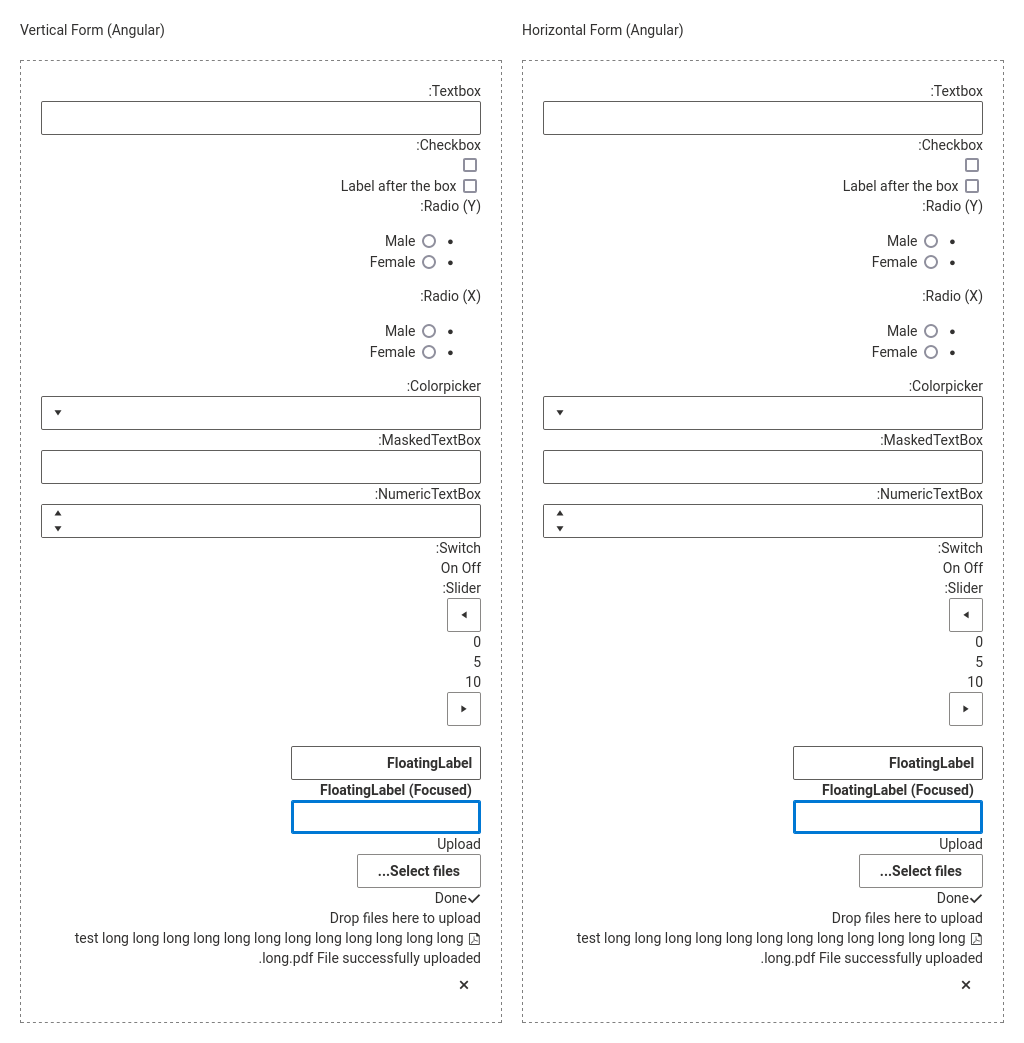 Vertical Form (Angular)
:Textbox
:Checkbox
Label after the box
:Radio (Y)
Male
Female
:Radio (X)
Male
Female
:Colorpicker
:MaskedTextBox
:NumericTextBox
:Switch
On Off
:Slider
0
5
10
FloatingLabel
FloatingLabel (Focused)
Upload
...Select files
Done
Drop files here to upload
test long long long long long long long long long long long long
.long.pdf File successfully uploaded
Horizontal Form (Angular)
:Textbox
:Checkbox
Label after the box
:Radio (Y)
Male
Female
:Radio (X)
Male
Female
:Colorpicker
:MaskedTextBox
:NumericTextBox
:Switch
On Off
:Slider
0
5
10
FloatingLabel
FloatingLabel (Focused)
Upload
...Select files
Done
Drop files here to upload
test long long long long long long long long long long long long
.long.pdf File successfully uploaded